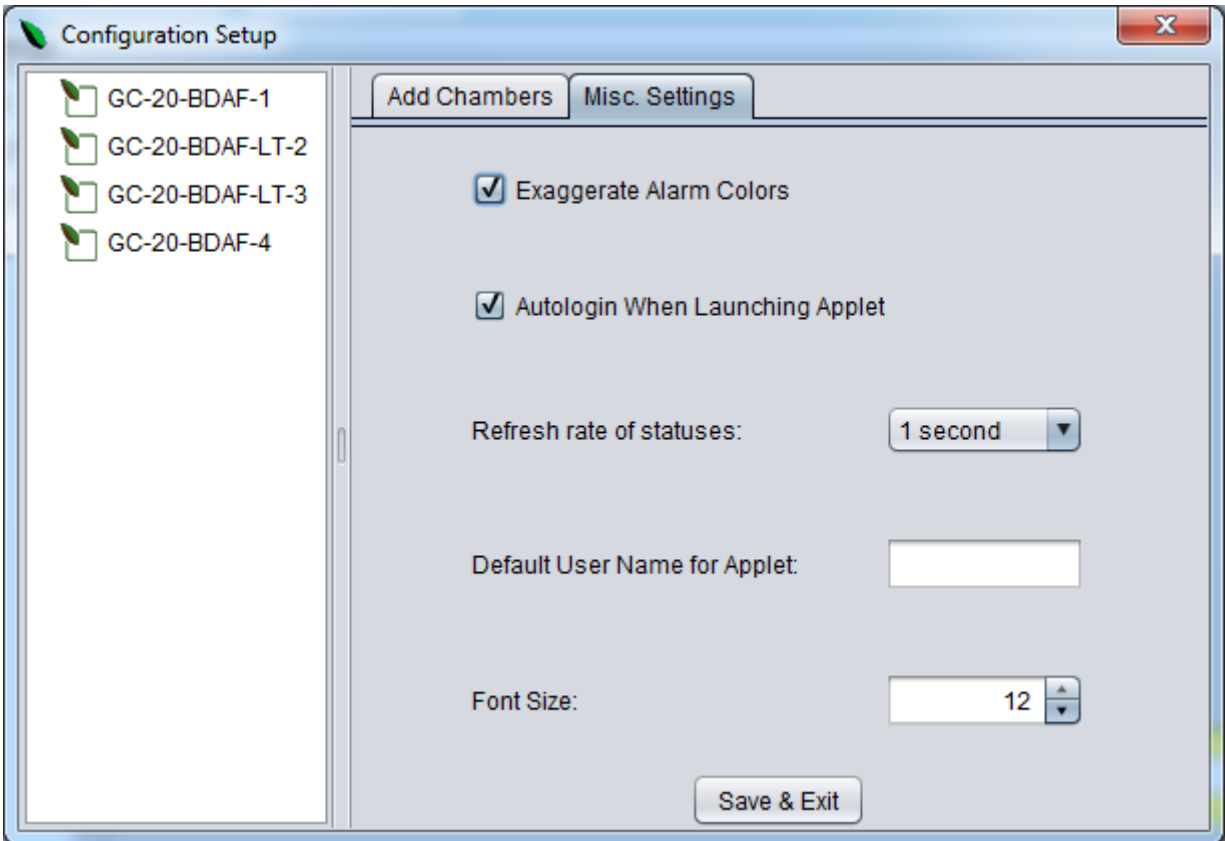 Configuration Setup
GC-20-BDAF-1
GC-20-BDAF-LT-2
GC-20-BDAF-LT-3
GC-20-BDAF-4
Add Chambers
Misc. Settings
Exaggerate Alarm Colors
Autologin When Launching Applet
Refresh rate of statuses:
1 second
Default User Name for Applet:
Font Size:
12
Save & Exit